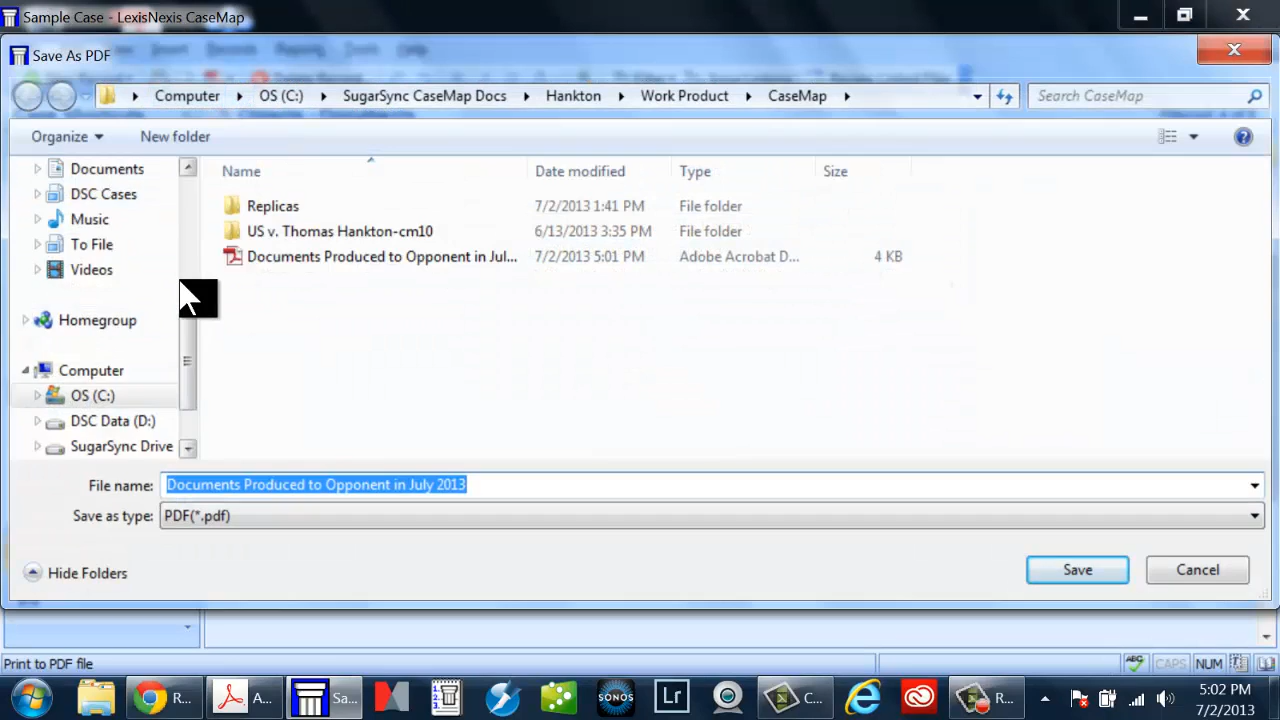 Sample Case - LexisNexis CaseMap
Save As PDF
Computer OS (C:) SugarSync CaseMap Docs Hankton Work Product CaseMap Search CaseMap
Organize New folder
Documents
DSC Cases
Music
To File
Videos
Homegroup
Computer
OS (C:)
DSC Data (D:)
SugarSync Drive
Name Date modified Type Size
Replicas 7/2/2013 1:41 PM File folder
US v. Thomas Hankton-cm10 6/13/2013 3:35 PM File folder
Documents Produced to Opponent in Jul... 7/2/2013 5:01 PM Adobe Acrobat D... 4 KB
File name: Documents Produced to Opponent in July 2013
Save as type: PDF(*.pdf)
Hide Folders Save Cancel
Print to PDF file CAPS NUM
R... A... Sa... SONOS Lr C... R... 5:02 PM
7/2/2013